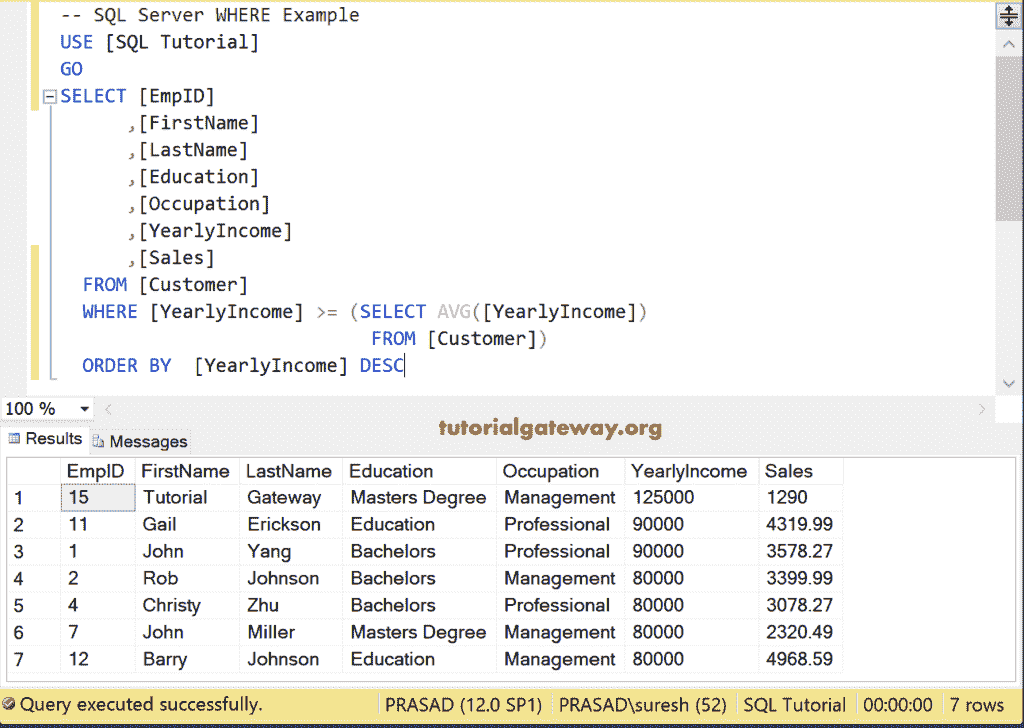 -- SQL Server WHERE Example
USE [SQL Tutorial]
GO
SELECT [EmpID]
,[FirstName]
,[LastName]
,[Education]
,[Occupation]
,[YearlyIncome]
,[Sales]
FROM [Customer]
WHERE [YearlyIncome] >= (SELECT AVG([YearlyIncome])
FROM [Customer])
ORDER BY  [YearlyIncome] DESC
100 %
tutorialgateway.org
Results Messages
EmpID FirstName LastName Education Occupation YearlyIncome Sales
1 15 Tutorial Gateway Masters Degree Management 125000 1290
2 11 Gail Erickson Education Professional 90000 4319.99
3 1 John Yang Bachelors Professional 90000 3578.27
4 2 Rob Johnson Bachelors Management 80000 3399.99
5 4 Christy Zhu Bachelors Professional 80000 3078.27
6 7 John Miller Masters Degree Management 80000 2320.49
7 12 Barry Johnson Education Management 80000 4968.59
Query executed successfully. PRASAD (12.0 SP1) PRASAD\suresh (52) SQL Tutorial 00:00:00 7 rows